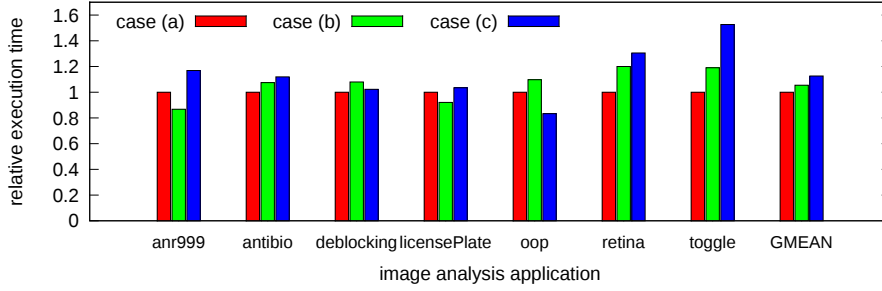 relative execution time
1.6
1.4
1.2
1
0.8
0.6
0.4
0.2
0
case (a) case (b) case (c)
anr999 antibio deblocking licensePlate oop retina toggle GMEAN
image analysis application